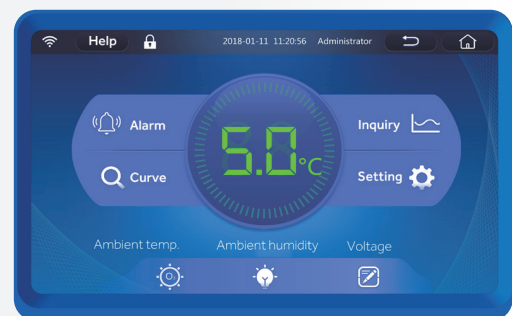 Help 2018-01-11 11:20:56 Administrator
Alarm
Inquiry
5.0°C
Curve
Setting
Ambient temp. Ambient humidity Voltage